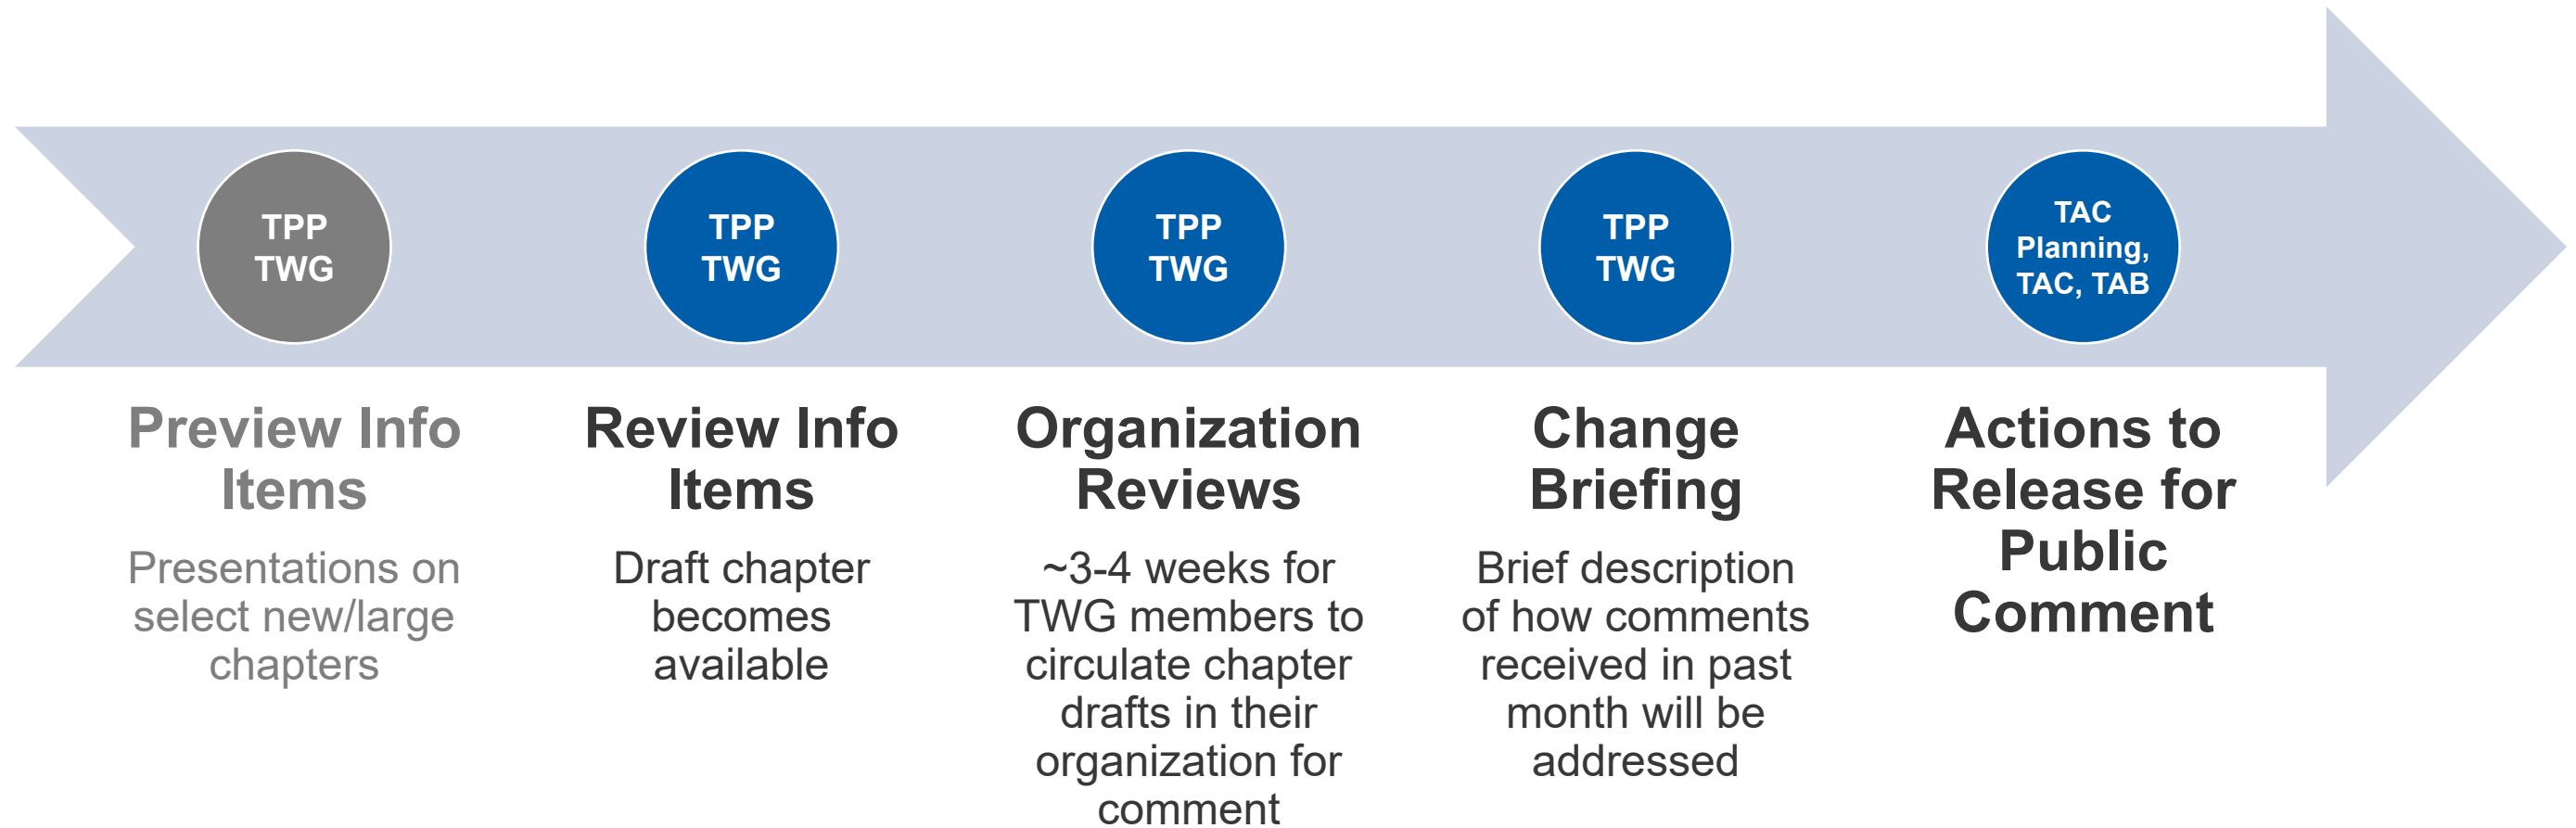 TPP
TWG
Preview Info
Items
Presentations on
select new/large
chapters
TPP
TWG
Review Info
Items
Draft chapter
becomes
available
TPP
TWG
Organization
Reviews
~3-4 weeks for
TWG members to
circulate chapter
drafts in their
organization for
comment
TPP
TWG
Change
Briefing
Brief description
of how comments
received in past
month will be
addressed
TAC
Planning,
TAC, TAB
Actions to
Release for
Public
Comment